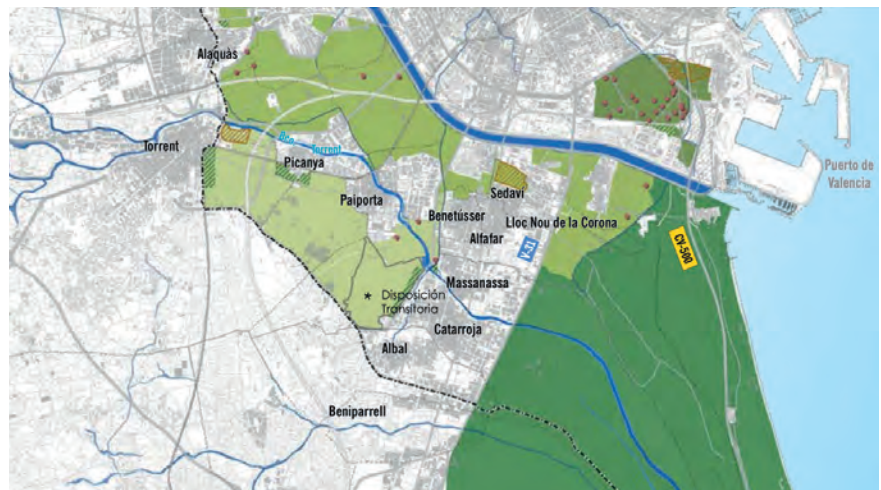 Alaquàs
Torrent
Bco. Torrent
Picanya
Sedaví
Puerto de
Valencia
Paiporta
Benetússer
Lloc Nou de la Corona
Alfafar
V-31
CV-500
Massanassa
* Disposición
Transitoria
Catarroja
Albal
Beniparrell